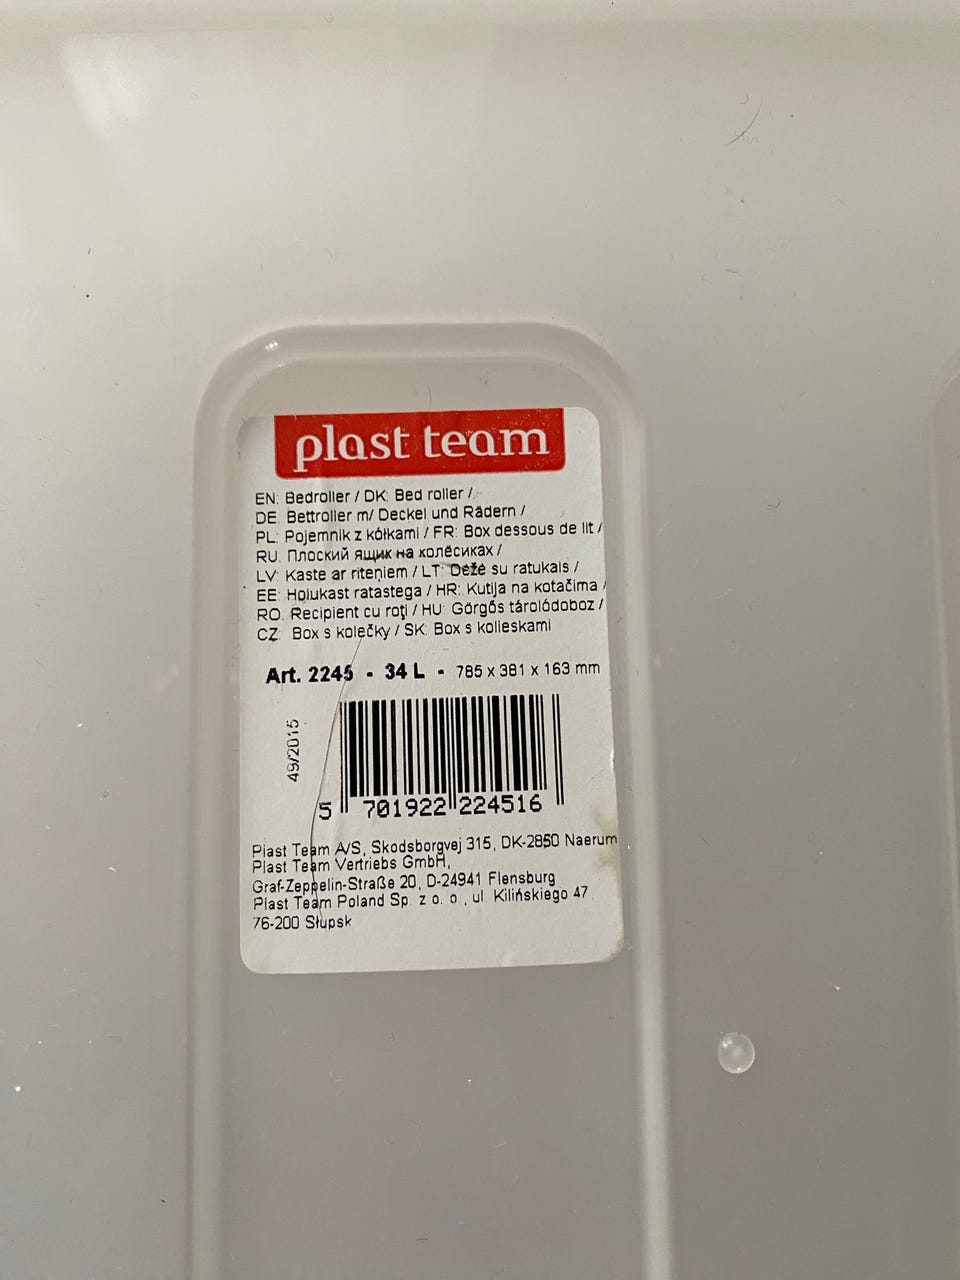 plast team
EN: Bedroller / DK: Bed roller /
DE: Bettroller m/ Deckel und Rädern /
PL: Pojemnik z kółkami / FR: Box dessous de lit /
RU: Плоский ящик на колёсиках /
LV: Kaste ar riteņiem / LT: Dėžė su ratukais /
EE: Hoiukast ratastega / HR: Kutija na kotačima /
RO: Recipient cu roţi / HU: Görgős tárolódoboz /
CZ: Box s kolečky / SK: Box s kolieskami
Art. 2245 - 34 L - 785 x 381 x 163 mm
49/2015
5 701922 224516
Plast Team A/S, Skodsborgvej 315, DK-2850 Naerum
Plast Team Vertriebs GmbH,
Graf-Zeppelin-Straße 20, D-24941 Flensburg
Plast Team Poland Sp. z o. o., ul. Kilińskiego 47,
76-200 Słupsk